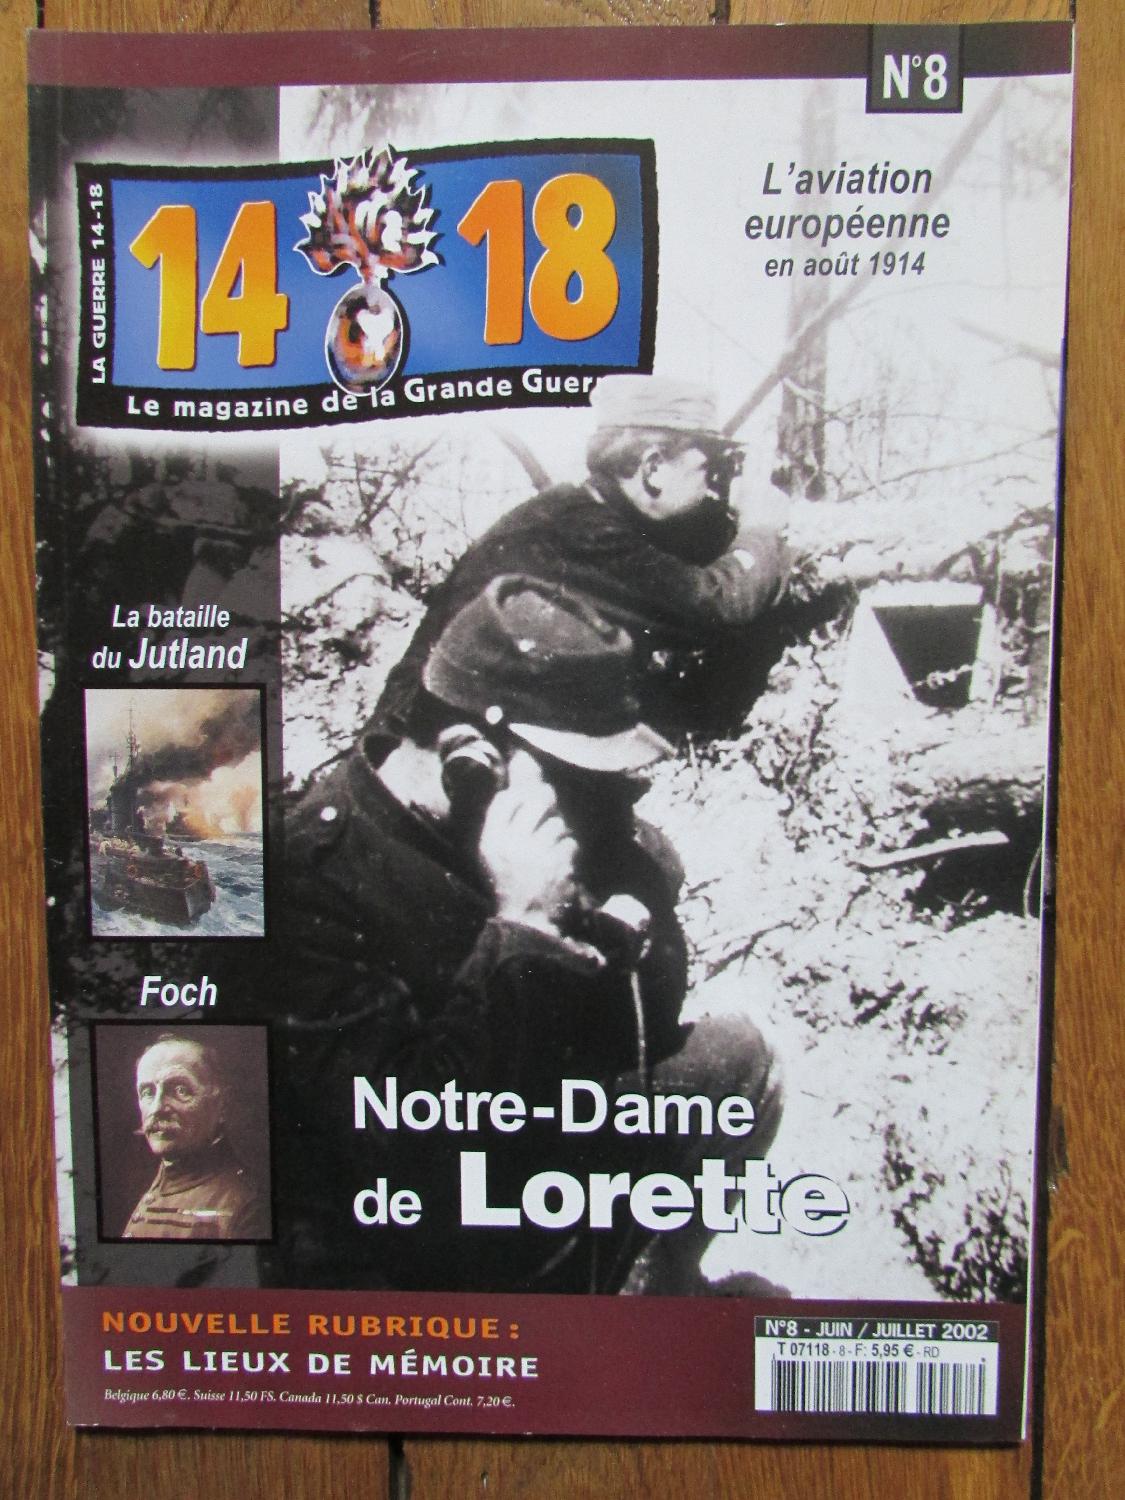 N°8
LA GUERRE 14-18
14 18
Le magazine de la Grande Guerr
L'aviation
européenne
en août 1914
La bataille
du Jutland
Foch
Notre-Dame
de Lorette
NOUVELLE RUBRIQUE :
LES LIEUX DE MÉMOIRE
Belgique 6,80 €. Suisse 11,50 FS. Canada 11,50 $ Can. Portugal Cont. 7,20 €.
N°8 - JUIN / JUILLET 2002
T 07118 - 8 - F: 5,95 € - RD